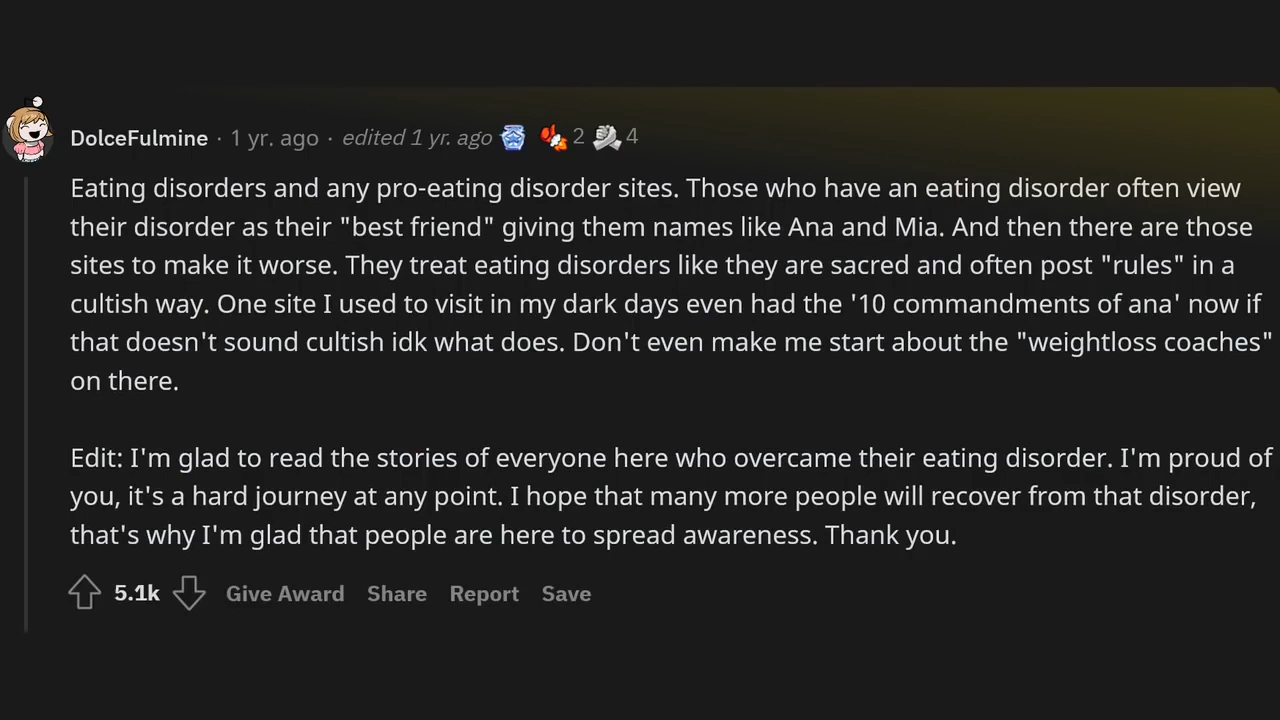 DolceFulmine · 1 yr. ago · edited 1 yr. ago 2 4
Eating disorders and any pro-eating disorder sites. Those who have an eating disorder often view
their disorder as their "best friend" giving them names like Ana and Mia. And then there are those
sites to make it worse. They treat eating disorders like they are sacred and often post "rules" in a
cultish way. One site I used to visit in my dark days even had the '10 commandments of ana' now if
that doesn't sound cultish idk what does. Don't even make me start about the "weightloss coaches"
on there.
Edit: I'm glad to read the stories of everyone here who overcame their eating disorder. I'm proud of
you, it's a hard journey at any point. I hope that many more people will recover from that disorder,
that's why I'm glad that people are here to spread awareness. Thank you.
5.1k Give Award Share Report Save